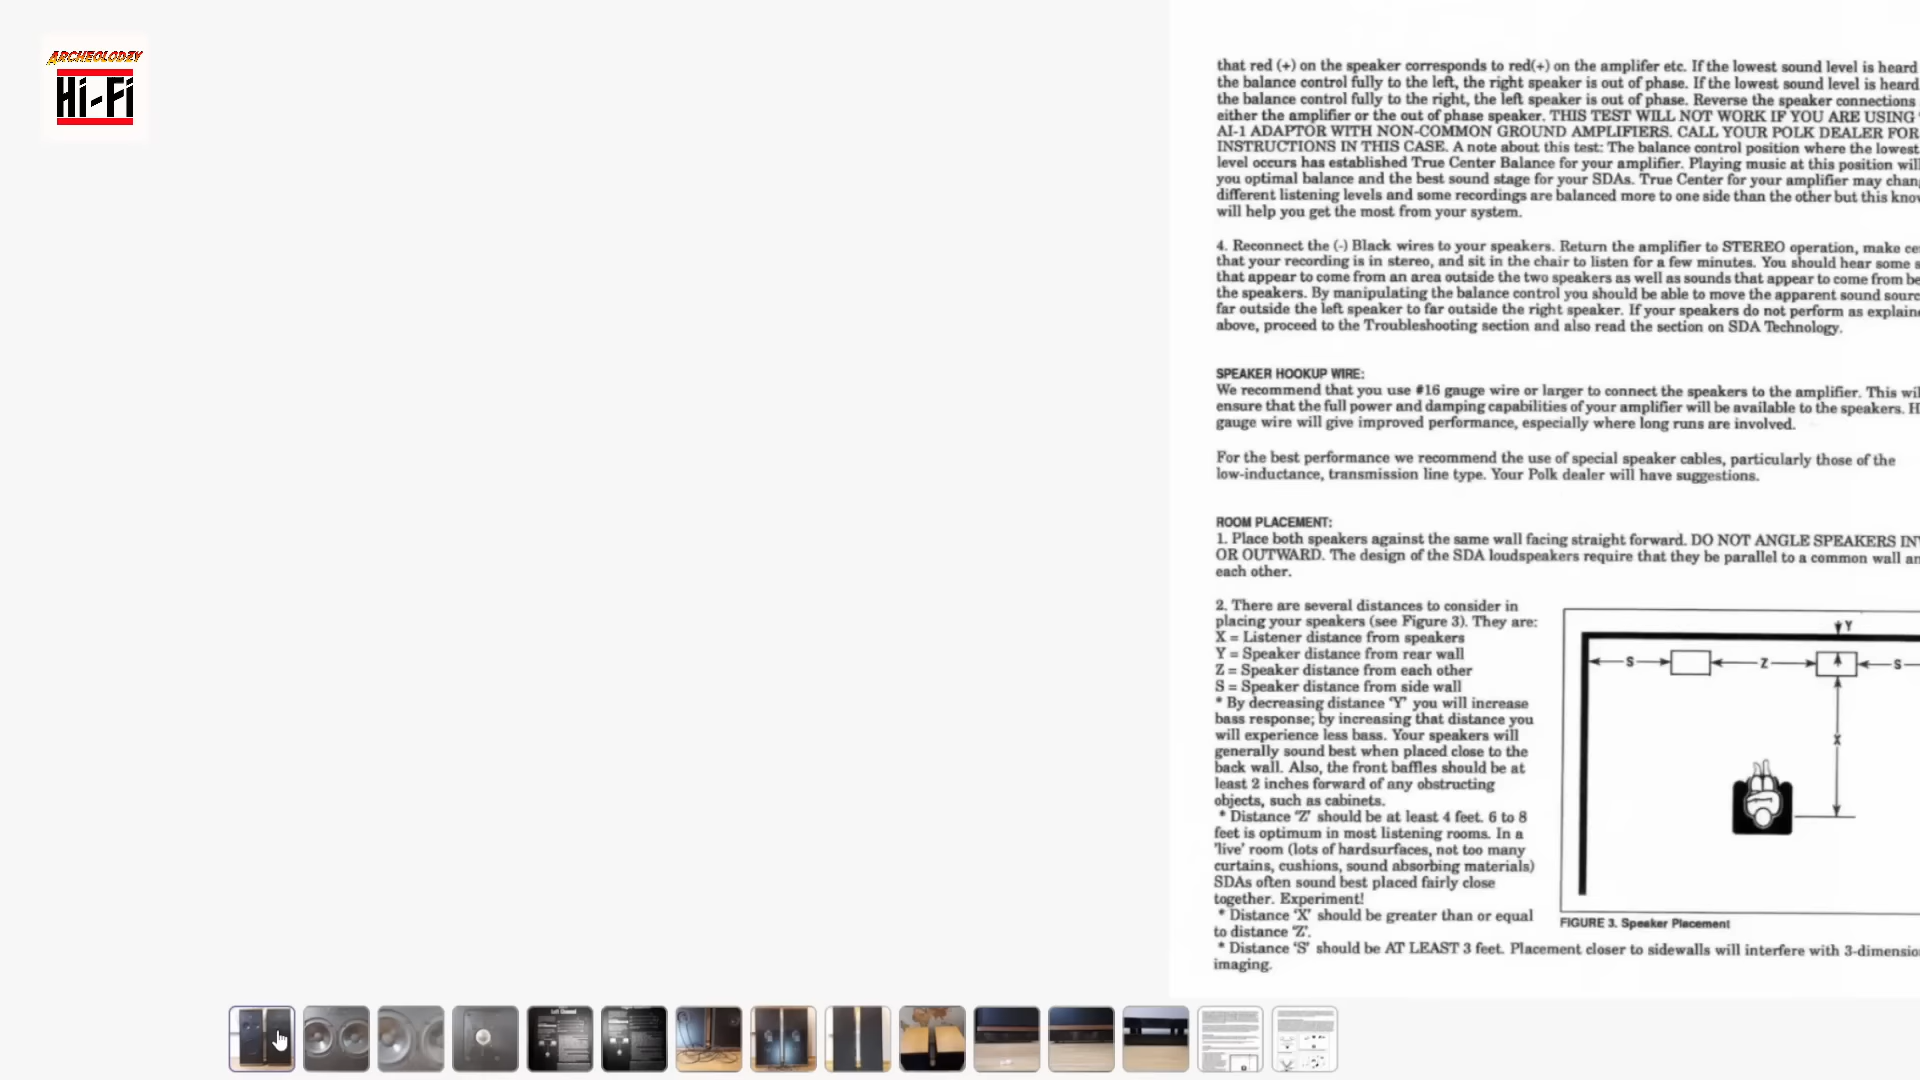 ARCHEOLODZY
Hi-Fi
that red (+) on the speaker corresponds to red(+) on the amplifer etc. If the lowest sound level is heard
the balance control fully to the left, the right speaker is out of phase. If the lowest sound level is heard
the balance control fully to the right, the left speaker is out of phase. Reverse the speaker connections
either the amplifier or the out of phase speaker. THIS TEST WILL NOT WORK IF YOU ARE USING
AI-1 ADAPTOR WITH NON-COMMON GROUND AMPLIFIERS. CALL YOUR POLK DEALER FOR
INSTRUCTIONS IN THIS CASE. A note about this test: The balance control position where the lowest
level occurs has established True Center Balance for your amplifier. Playing music at this position will
you optimal balance and the best sound stage for your SDAs. True Center for your amplifier may chan
different listening levels and some recordings are balanced more to one side than the other but this know
will help you get the most from your system.
4. Reconnect the (-) Black wires to your speakers. Return the amplifier to STEREO operation, make ce
that your recording is in stereo, and sit in the chair to listen for a few minutes. You should hear some s
that appear to come from an area outside the two speakers as well as sounds that appear to come from be
the speakers. By manipulating the balance control you should be able to move the apparent sound sourc
far outside the left speaker to far outside the right speaker. If your speakers do not perform as explaine
above, proceed to the Troubleshooting section and also read the section on SDA Technology.
SPEAKER HOOKUP WIRE:
We recommend that you use #16 gauge wire or larger to connect the speakers to the amplifier. This wil
ensure that the full power and damping capabilities of your amplifier will be available to the speakers. H
gauge wire will give improved performance, especially where long runs are involved.
For the best performance we recommend the use of special speaker cables, particularly those of the
low-inductance, transmission line type. Your Polk dealer will have suggestions.
ROOM PLACEMENT:
1. Place both speakers against the same wall facing straight forward. DO NOT ANGLE SPEAKERS IN
OR OUTWARD. The design of the SDA loudspeakers require that they be parallel to a common wall an
each other.
2. There are several distances to consider in
placing your speakers (see Figure 3). They are:
X = Listener distance from speakers
Y = Speaker distance from rear wall
Z = Speaker distance from each other
S = Speaker distance from side wall
* By decreasing distance 'Y' you will increase
bass response; by increasing that distance you
will experience less bass. Your speakers will
generally sound best when placed close to the
back wall. Also, the front baffles should be at
least 2 inches forward of any obstructing
objects, such as cabinets.
* Distance 'Z' should be at least 4 feet. 6 to 8
feet is optimum in most listening rooms. In a
'live' room (lots of hardsurfaces, not too many
curtains, cushions, sound absorbing materials)
SDAs often sound best placed fairly close
together. Experiment!
* Distance 'X' should be greater than or equal
to distance 'Z'.
Y
S
Z
S
X
FIGURE 3. Speaker Placement
* Distance 'S' should be AT LEAST 3 feet. Placement closer to sidewalls will interfere with 3-dimensio
imaging.
Left Channel